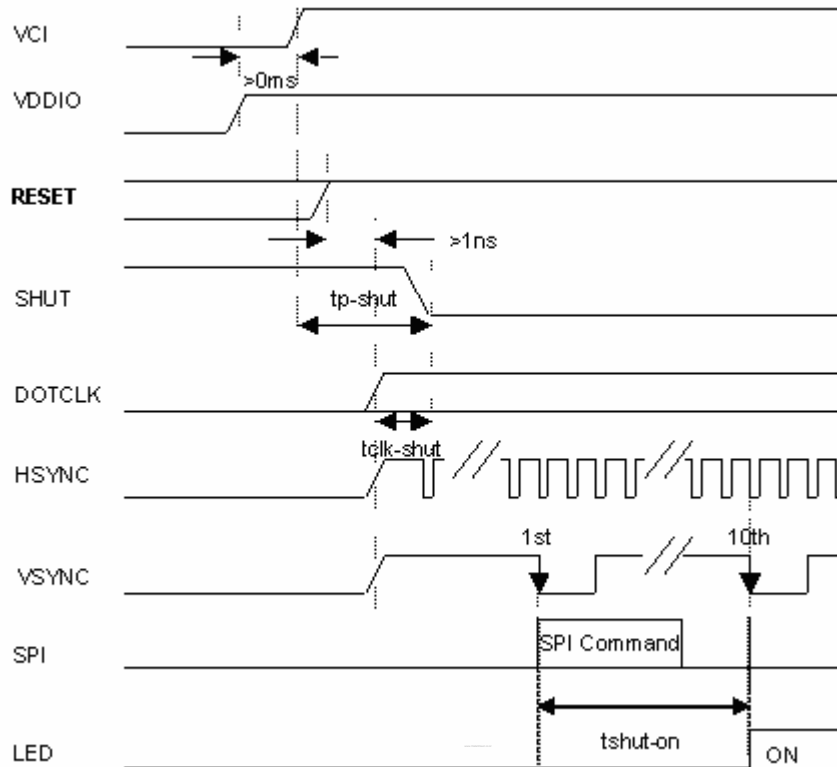 VCI
>0ms
VDDIO
RESET
>1ns
SHUT
tp-shut
DOTCLK
tclk-shut
HSYNC
1st
10th
VSYNC
SPI
SPI Command
tshut-on
LED
ON